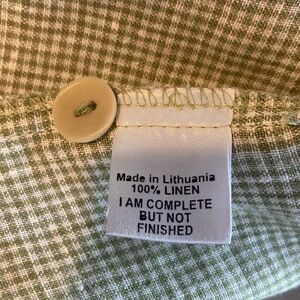 Made in Lithuania
100% LINEN
I AM COMPLETE
BUT NOT
FINISHED